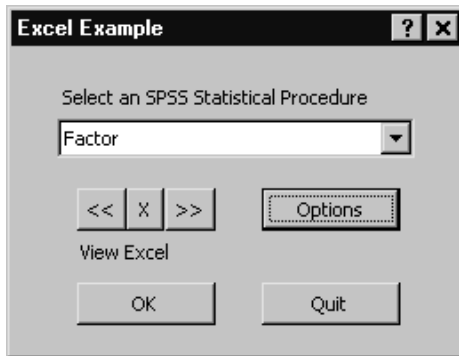 Excel Example ? X
Select an SPSS Statistical Procedure
Factor
<< X >> Options
View Excel
OK Quit